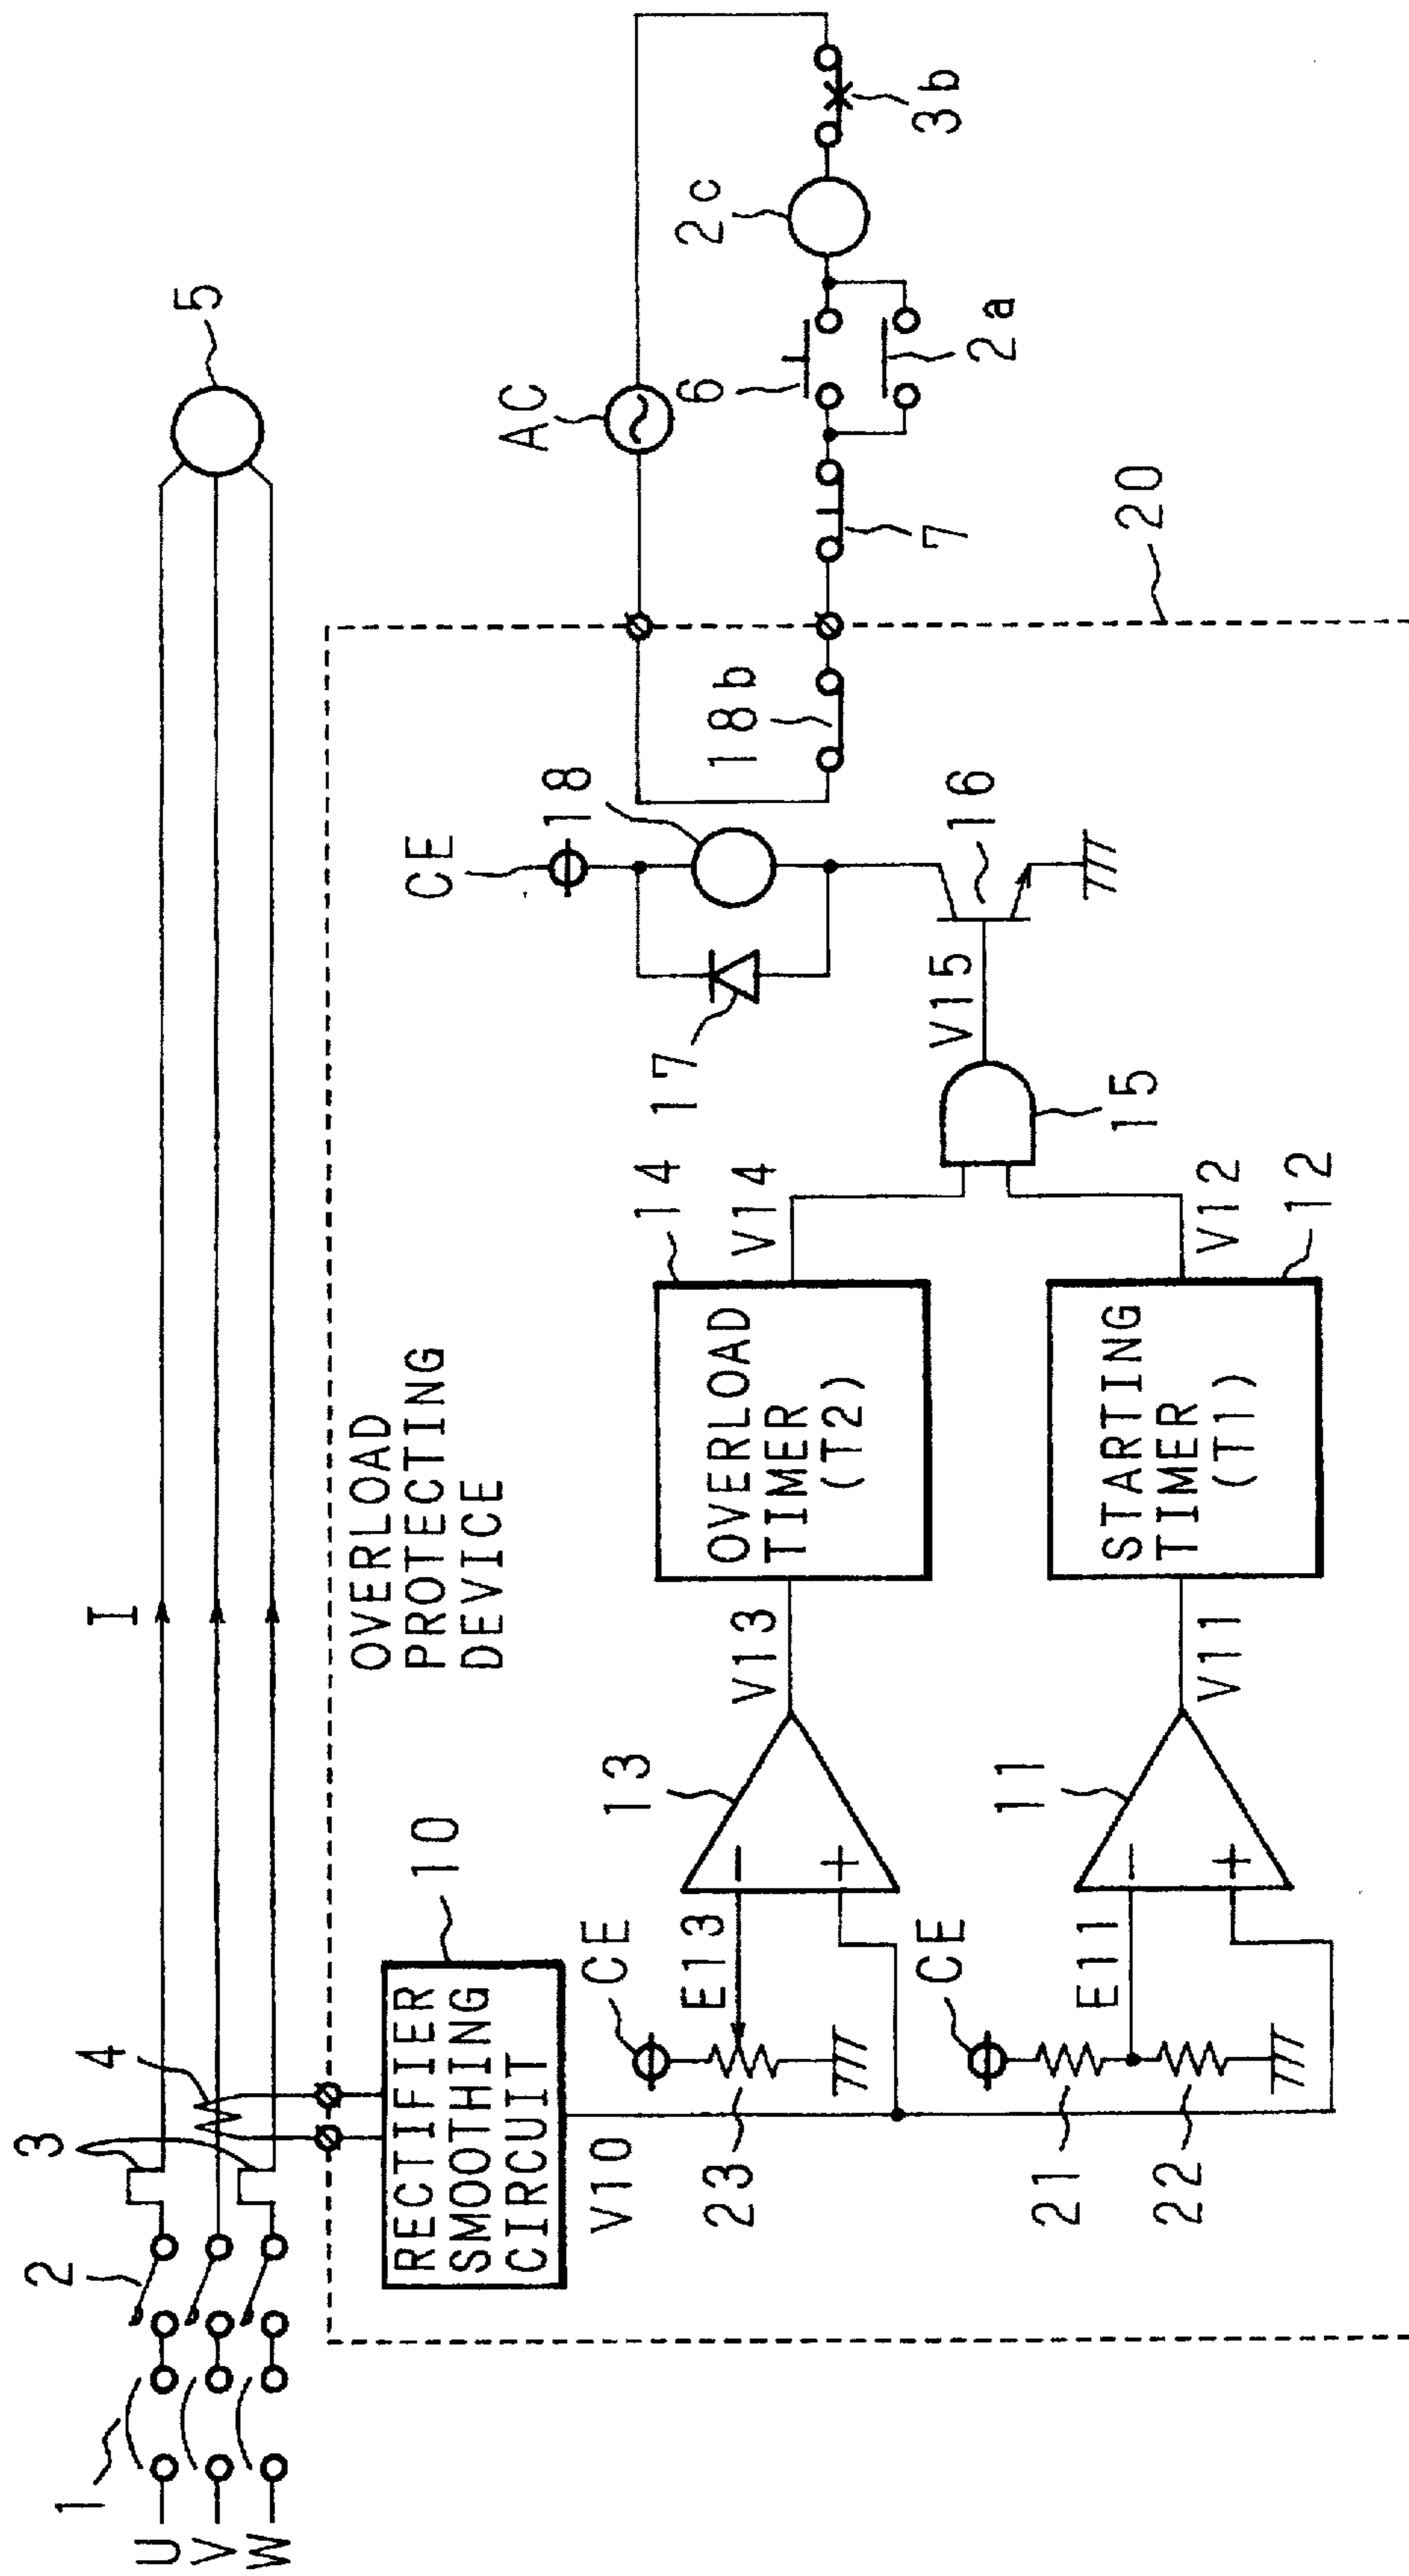 1
2
3
4
I
5
U
V
W
OVERLOAD
PROTECTING
DEVICE
10
RECTIFIER
SMOOTHING
CIRCUIT
V10
CE
E13
23
13
−
+
V13
14
OVERLOAD
TIMER
(T2)
V14
CE
E11
21
22
11
−
+
V11
STARTING
TIMER
(T1)
12
V12
15
V15
16
17
18
CE
18b
20
AC
7
6
2a
2c
3b